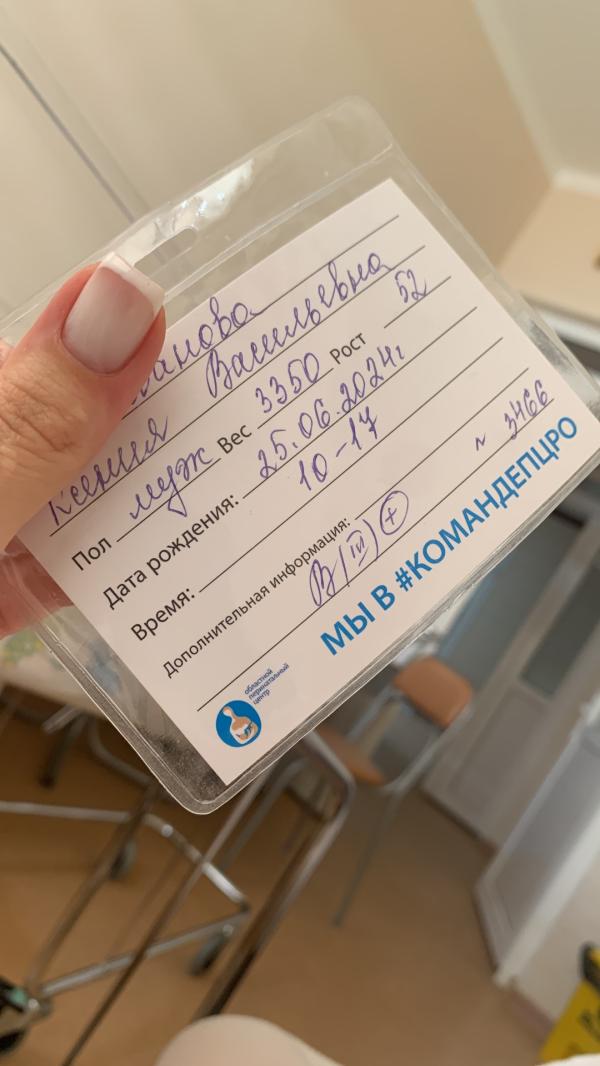 Ксения Васильевна
Пол муж Вес 3350 Рост 52
Дата рождения: 25.06.2024г
Время: 10-17
Дополнительная информация: N 3466
B(III)(+)
МЫ В #КОМАНДЕПЦРО
областной
перинатальный
центр